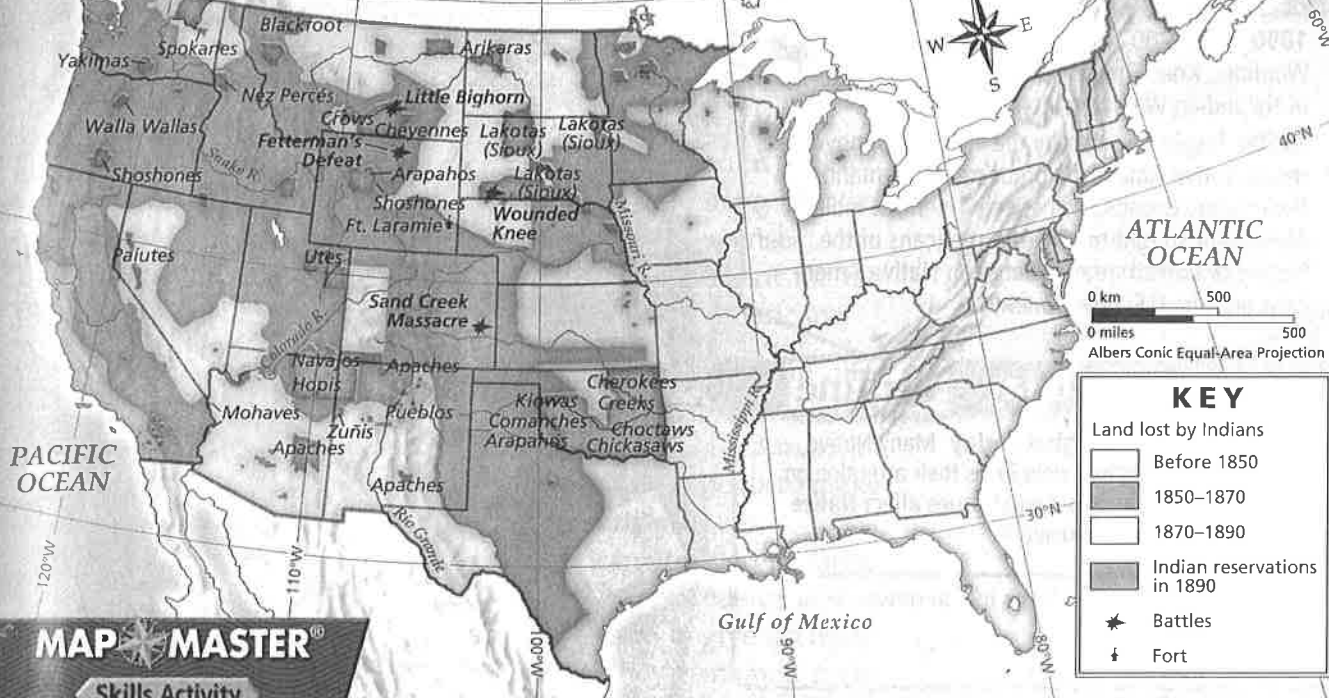 Blackfoot
Spokanes
Arikaras
Yakimas
Nez Percés
Little Bighorn
Crows
Cheyennes
Walla Wallas
Lakotas
(Sioux)
Lakotas
(Sioux)
Fetterman's
Defeat
Snake R.
Shoshones
Arapahos
Lakotas
(Sioux)
Shoshones
Ft. Laramie
Wounded
Knee
Missouri R.
Paiutes
Utes
Sand Creek
Massacre
Colorado R.
Navajos
Hopis
Apaches
Cherokees
Creeks
Kiowas
Comanches
Arapahos
Choctaws
Chickasaws
Mohaves
Zuñis
Pueblos
Apaches
Apaches
Mississippi R.
Rio Grande
PACIFIC
OCEAN
ATLANTIC
OCEAN
Gulf of Mexico
W
E
S
60°W
40°N
30°N
120°W
110°W
100°W
90°W
80°W
0 km 500
0 miles 500
Albers Conic Equal-Area Projection
KEY
Land lost by Indians
Before 1850
1850–1870
1870–1890
Indian reservations
in 1890
Battles
Fort
MAP MASTER®
Skills Activity
1890